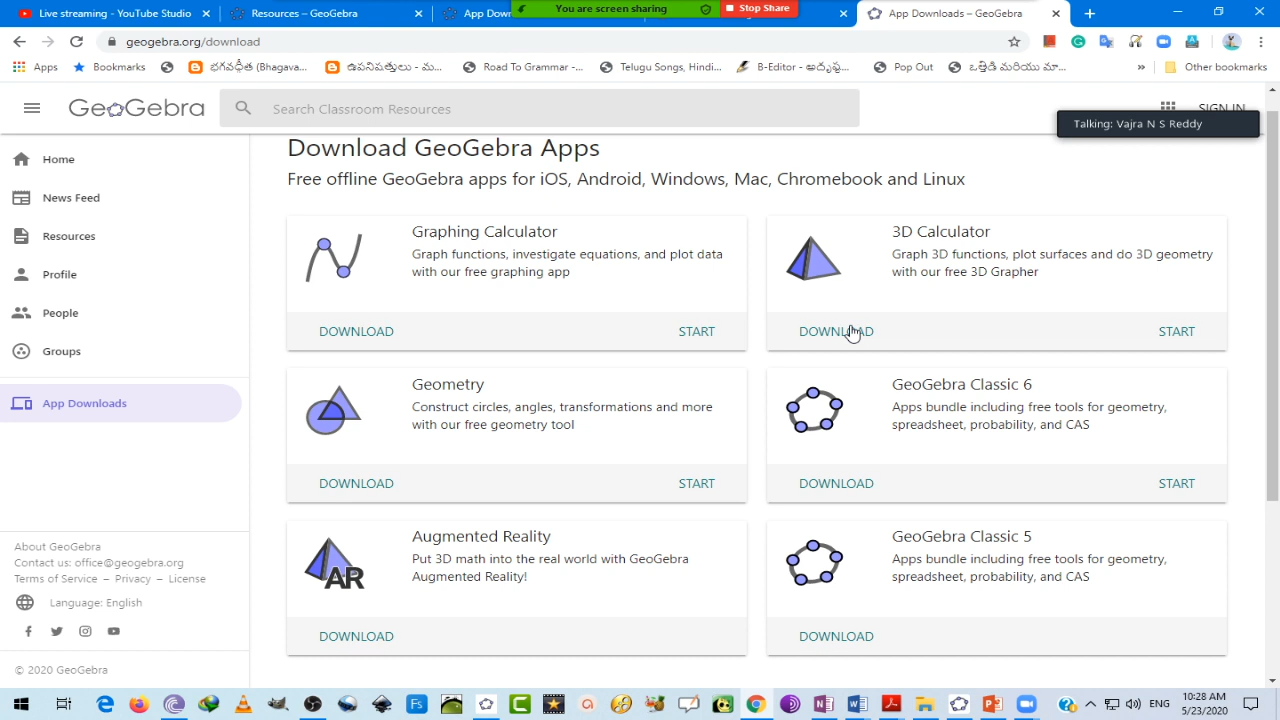 Live streaming - YouTube Studio
Resources – GeoGebra
App Down
You are screen sharing
Stop Share
App Downloads – GeoGebra
geogebra.org/download
Apps
Bookmarks
భగవద్గీత (Bhagava...
ఉపనిషత్తులు - మ...
Road To Grammar -...
Telugu Songs, Hindi...
B-Editor - అద్భుఫ...
Pop Out
ఒత్తిడి మరియు మా...
»
Other bookmarks
GeoGebra
Search Classroom Resources
SIGN IN
Talking: Vajra N S Reddy
Home
News Feed
Resources
Profile
People
Groups
App Downloads
Download GeoGebra Apps
Free offline GeoGebra apps for iOS, Android, Windows, Mac, Chromebook and Linux
Graphing Calculator
Graph functions, investigate equations, and plot data
with our free graphing app
DOWNLOAD
START
3D Calculator
Graph 3D functions, plot surfaces and do 3D geometry
with our free 3D Grapher
DOWNLOAD
START
Geometry
Construct circles, angles, transformations and more
with our free geometry tool
DOWNLOAD
START
GeoGebra Classic 6
Apps bundle including free tools for geometry,
spreadsheet, probability, and CAS
DOWNLOAD
START
AR
Augmented Reality
Put 3D math into the real world with GeoGebra
Augmented Reality!
DOWNLOAD
GeoGebra Classic 5
Apps bundle including free tools for geometry,
spreadsheet, probability, and CAS
DOWNLOAD
About GeoGebra
Contact us: office@geogebra.org
Terms of Service – Privacy – License
Language: English
© 2020 GeoGebra
ENG
10:28 AM
5/23/2020